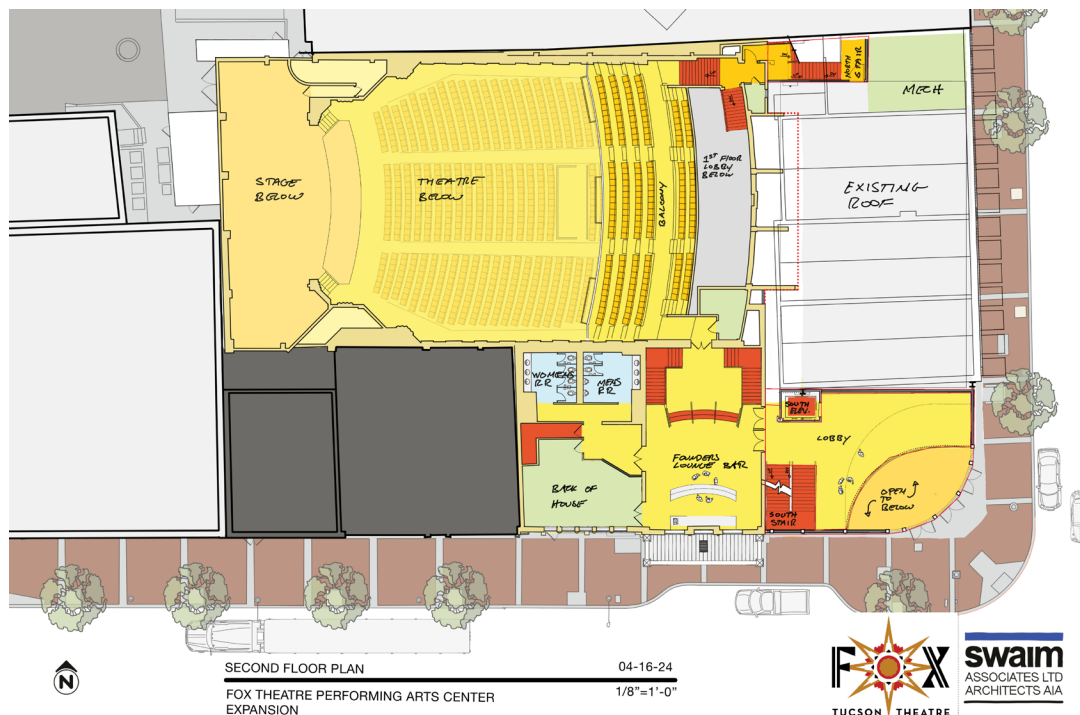 NORTH
STAIR
MECH
1ST FLOOR
LOBBY
BELOW
STAGE
BELOW
THEATRE
BELOW
BALCONY
EXISTING
ROOF
WOMENS
RR
MENS
RR
SOUTH
ELEV.
LOBBY
FOUNDERS
LOUNGE BAR
BACK OF
HOUSE
OPEN
TO
BELOW
SOUTH
STAIR
N
SECOND FLOOR PLAN
04-16-24
1/8"=1'-0"
FOX THEATRE PERFORMING ARTS CENTER
EXPANSION
FOX
TUCSON THEATRE
swaim
ASSOCIATES LTD
ARCHITECTS AIA